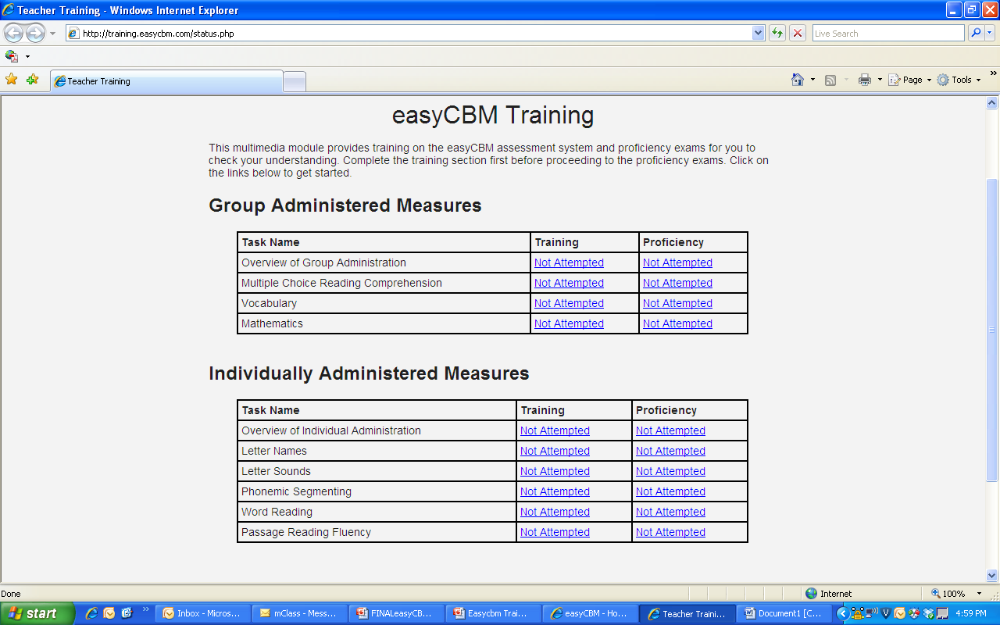 Teacher Training - Windows Internet Explorer
http://training.easycbm.com/status.php
Live Search
Teacher Training
Page Tools »
easyCBM Training
This multimedia module provides training on the easyCBM assessment system and proficiency exams for you to
check your understanding. Complete the training section first before proceeding to the proficiency exams. Click on
the links below to get started.
Group Administered Measures
Task Name Training Proficiency
Overview of Group Administration Not Attempted Not Attempted
Multiple Choice Reading Comprehension Not Attempted Not Attempted
Vocabulary Not Attempted Not Attempted
Mathematics Not Attempted Not Attempted
Individually Administered Measures
Task Name Training Proficiency
Overview of Individual Administration Not Attempted Not Attempted
Letter Names Not Attempted Not Attempted
Letter Sounds Not Attempted Not Attempted
Phonemic Segmenting Not Attempted Not Attempted
Word Reading Not Attempted Not Attempted
Passage Reading Fluency Not Attempted Not Attempted
Done Internet 100%
start » Inbox - Micros... mClass - Mess... FINALeasyCB... Easycbm Trai... easyCBM - Ho... Teacher Traini... Document1 [C... V 4:59 PM